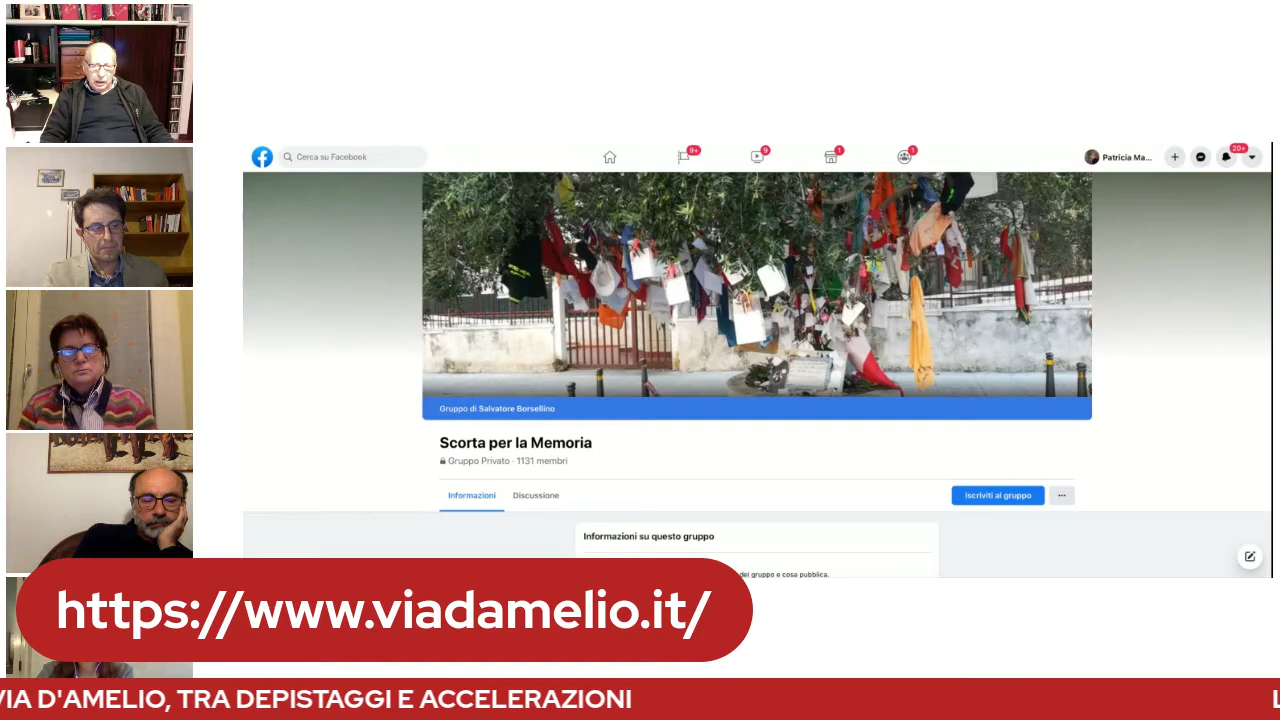 Cerca su Facebook
9+
9
1
1
Patricia Ma...
20+
Gruppo di Salvatore Borsellino
Scorta per la Memoria
Gruppo Privato · 1131 membri
Informazioni
Discussione
Iscriviti al gruppo
Informazioni su questo gruppo
del gruppo e cosa pubblica.
https://www.viadamelio.it/
VIA D'AMELIO, TRA DEPISTAGGI E ACCELERAZIONI
L